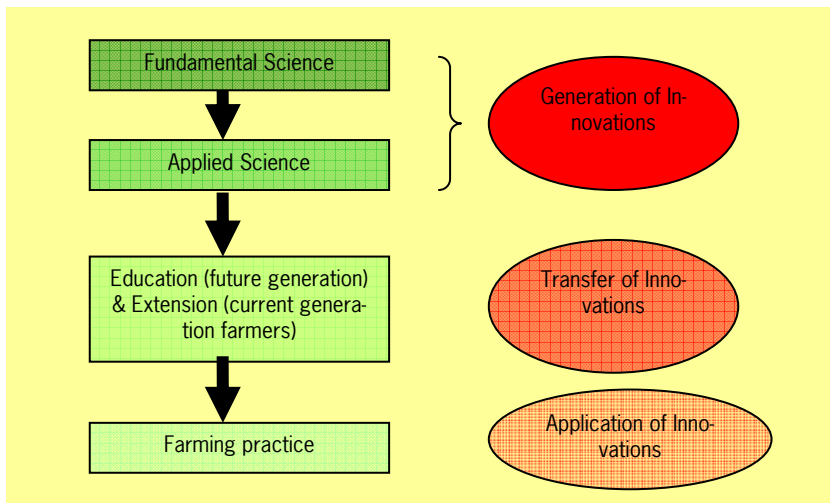 Fundamental Science
Generation of In-
novations
Applied Science
Education (future generation)
& Extension (current genera-
tion farmers)
Transfer of Inno-
vations
Farming practice
Application of Inno-
vations